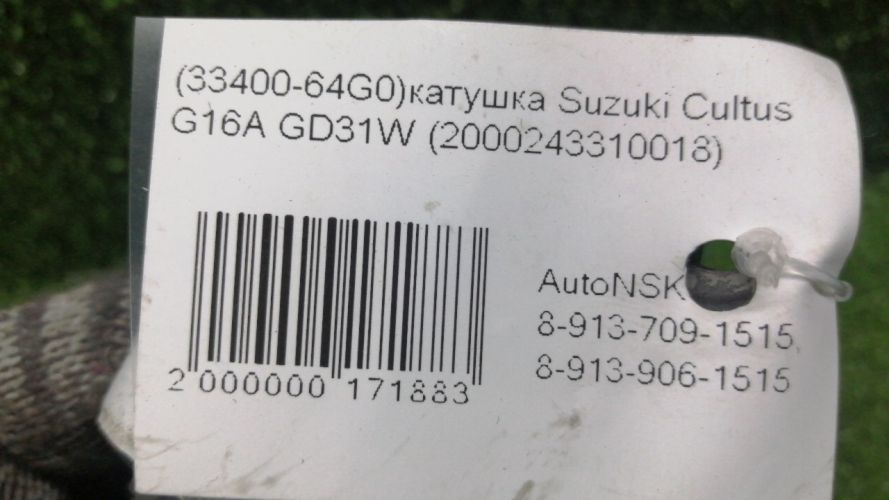 (33400-64G0)катушка Suzuki Cultus
G16A GD31W (2000243310018)
AutoNSK
8-913-709-1515,
8-913-906-1515
2 000000 171883